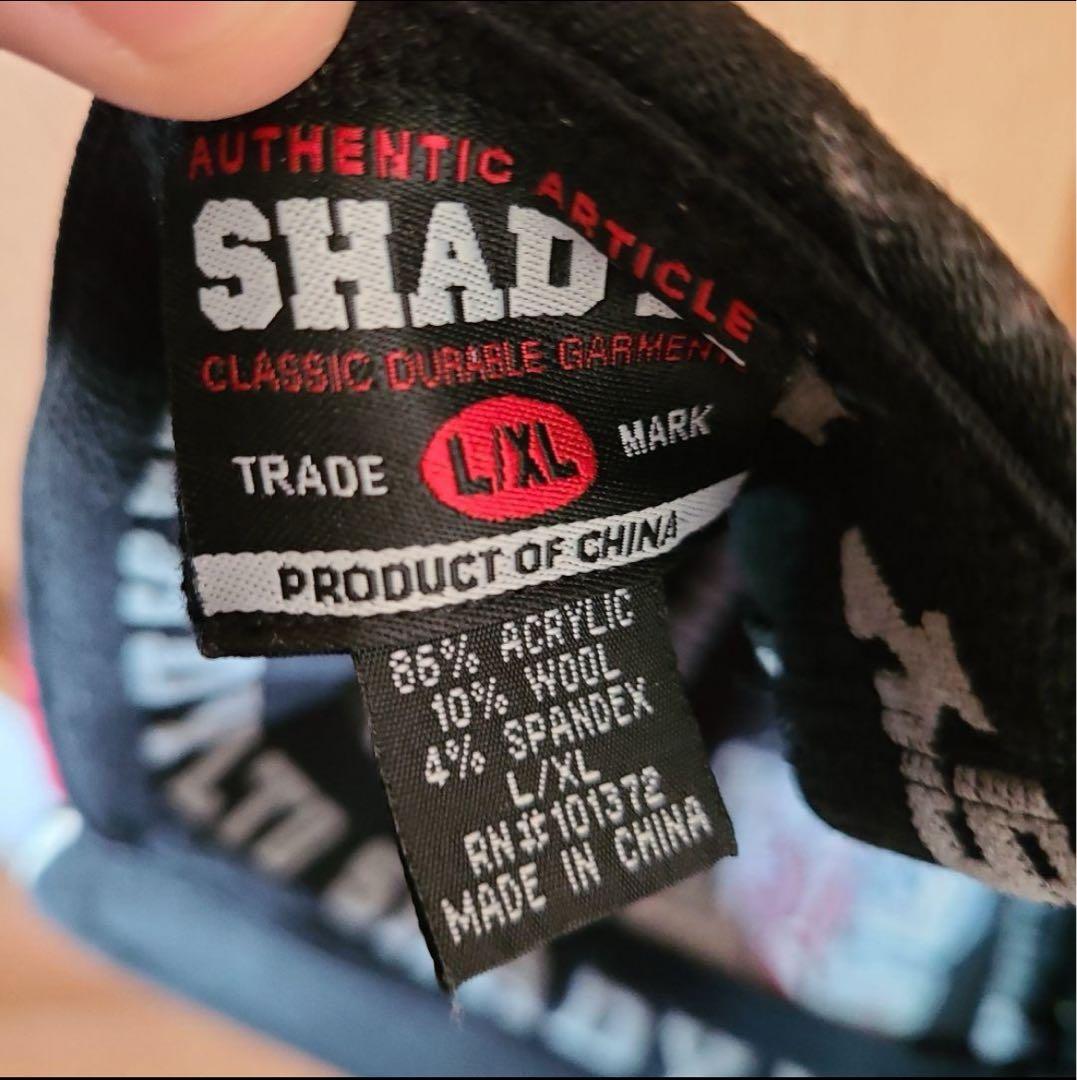 AUTHENTIC ARTICLE
SHADY
CLASSIC DURABLE GARMENT
TRADE L/XL MARK
PRODUCT OF CHINA
86% ACRYLIC
10% WOOL
4% SPANDEX
L/XL
RN#101372
MADE IN CHINA